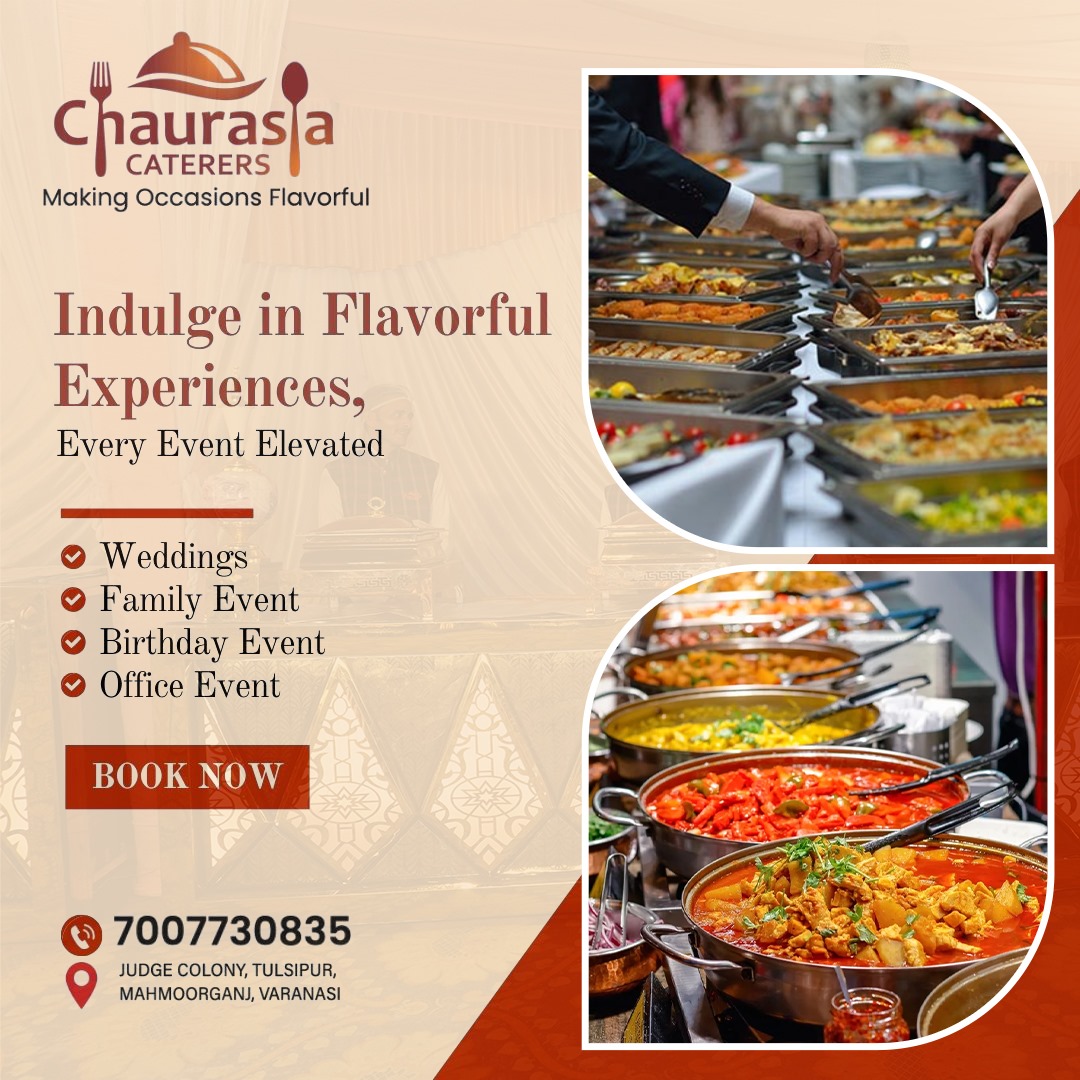 Chaurasia
CATERERS
Making Occasions Flavorful
Indulge in Flavorful
Experiences,
Every Event Elevated
Weddings
Family Event
Birthday Event
Office Event
BOOK NOW
7007730835
JUDGE COLONY, TULSIPUR,
MAHMOORGANJ, VARANASI